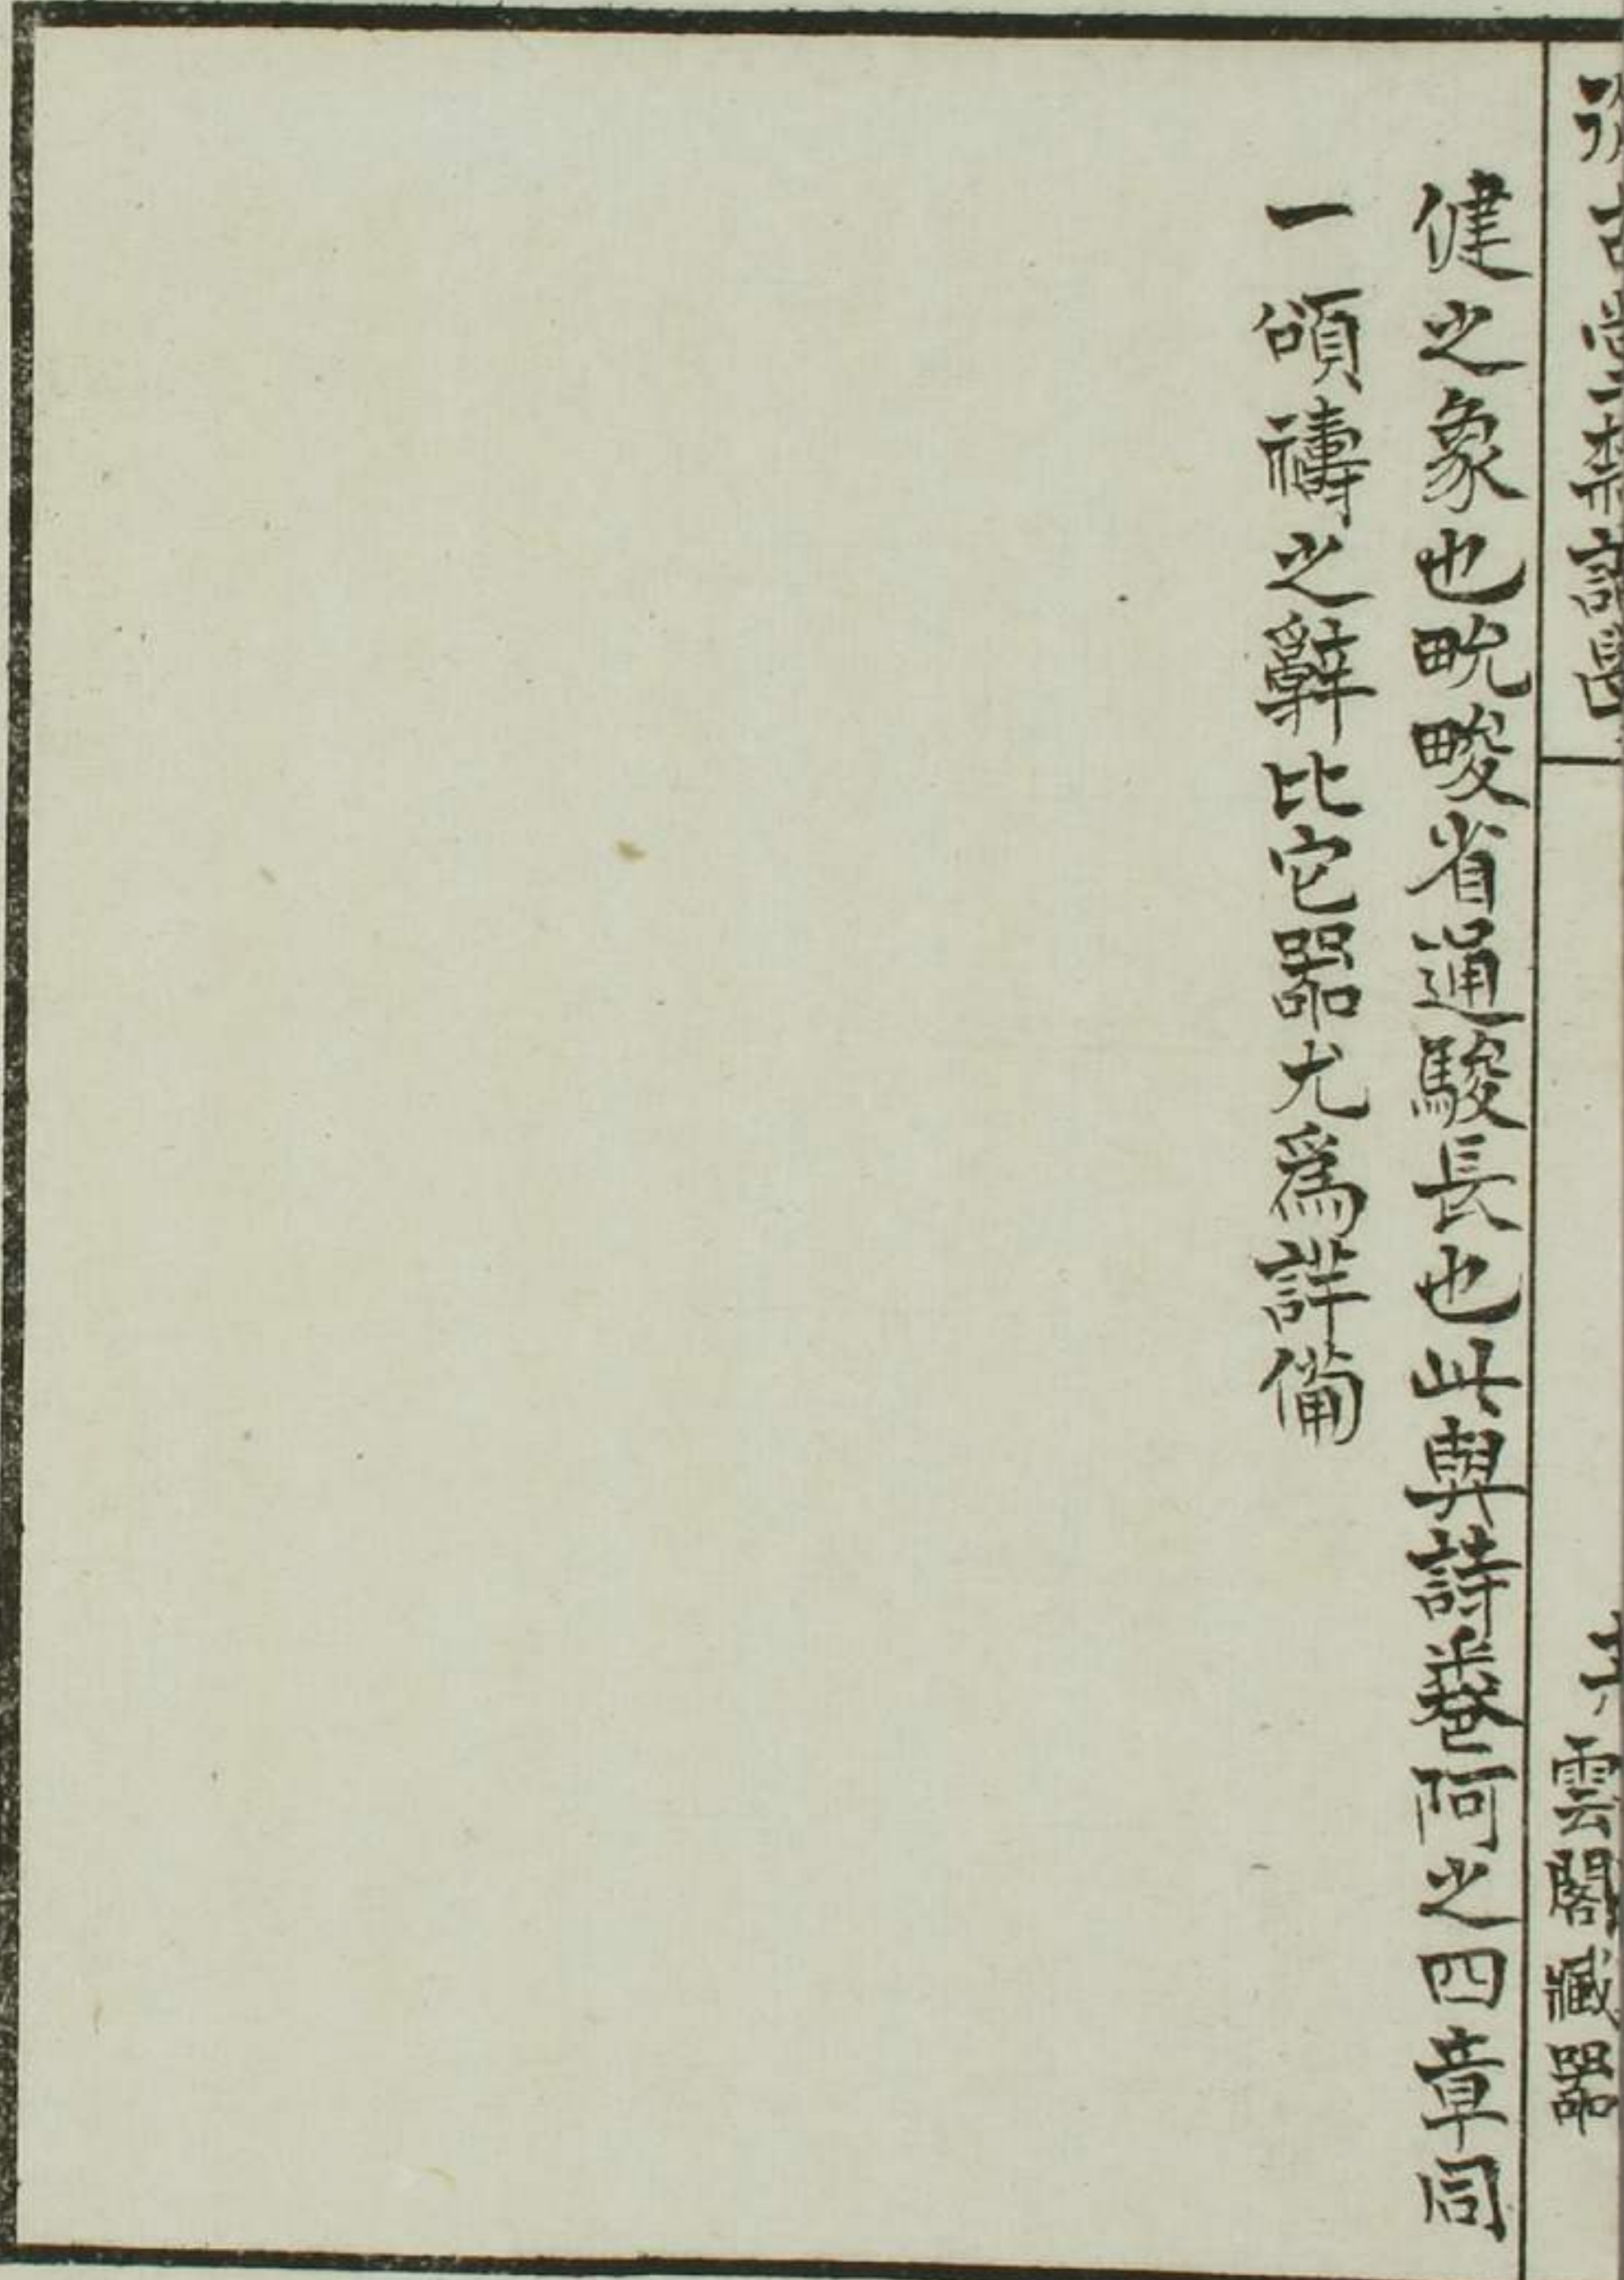 雲閣藏器
健之象也畯畯省通駿長也此與詩卷阿之四章同
一頌禱之辭比它器尤為詳備